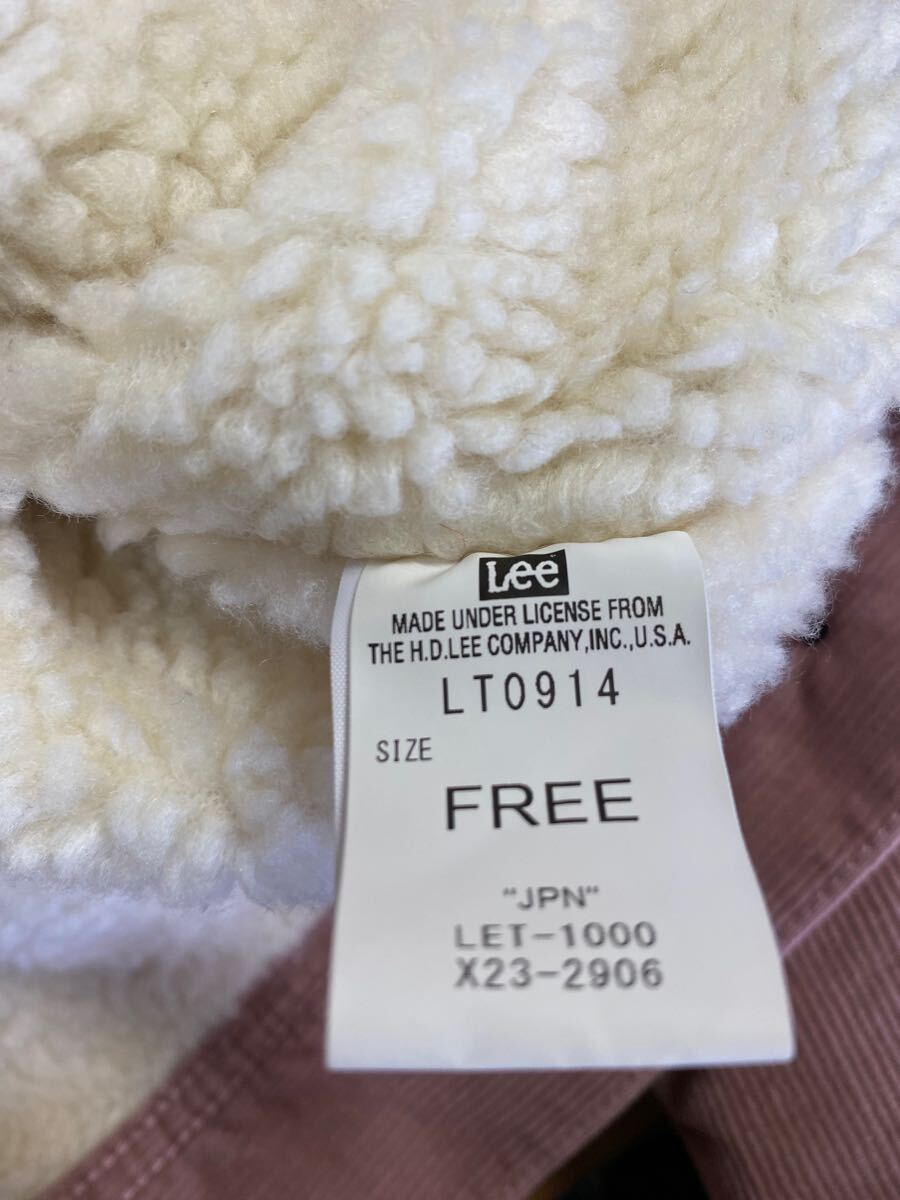 Lee
MADE UNDER LICENSE FROM
THE H.D.LEE COMPANY,INC.,U.S.A.
LT0914
SIZE
FREE
"JPN"
LET-1000
X23-2906